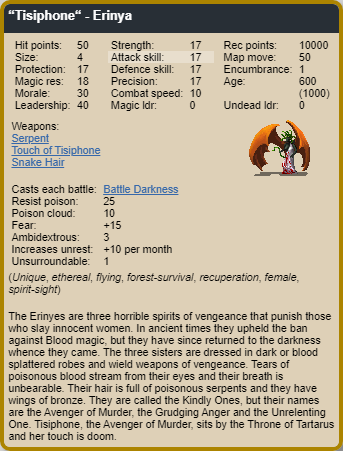 “Tisiphone“ - Erinya
Hit points: 50 Strength: 17 Rec points: 10000
Size: 4 Attack skill: 17 Map move: 50
Protection: 17 Defence skill: 17 Encumbrance: 1
Magic res: 18 Precision: 17 Age: 600
Morale: 30 Combat speed: 10 (1000)
Leadership: 40 Magic ldr: 0 Undead ldr: 0
Weapons:
Serpent
Touch of Tisiphone
Snake Hair
Casts each battle: Battle Darkness
Resist poison: 25
Poison cloud: 10
Fear: +15
Ambidextrous: 3
Increases unrest: +10 per month
Unsurroundable: 1
(Unique, ethereal, flying, forest-survival, recuperation, female,
spirit-sight)
The Erinyes are three horrible spirits of vengeance that punish those
who slay innocent women. In ancient times they upheld the ban
against Blood magic, but they have since returned to the darkness
whence they came. The three sisters are dressed in dark or blood
splattered robes and wield weapons of vengeance. Tears of
poisonous blood stream from their eyes and their breath is
unbearable. Their hair is full of poisonous serpents and they have
wings of bronze. They are called the Kindly Ones, but their names
are the Avenger of Murder, the Grudging Anger and the Unrelenting
One. Tisiphone, the Avenger of Murder, sits by the Throne of Tartarus
and her touch is doom.